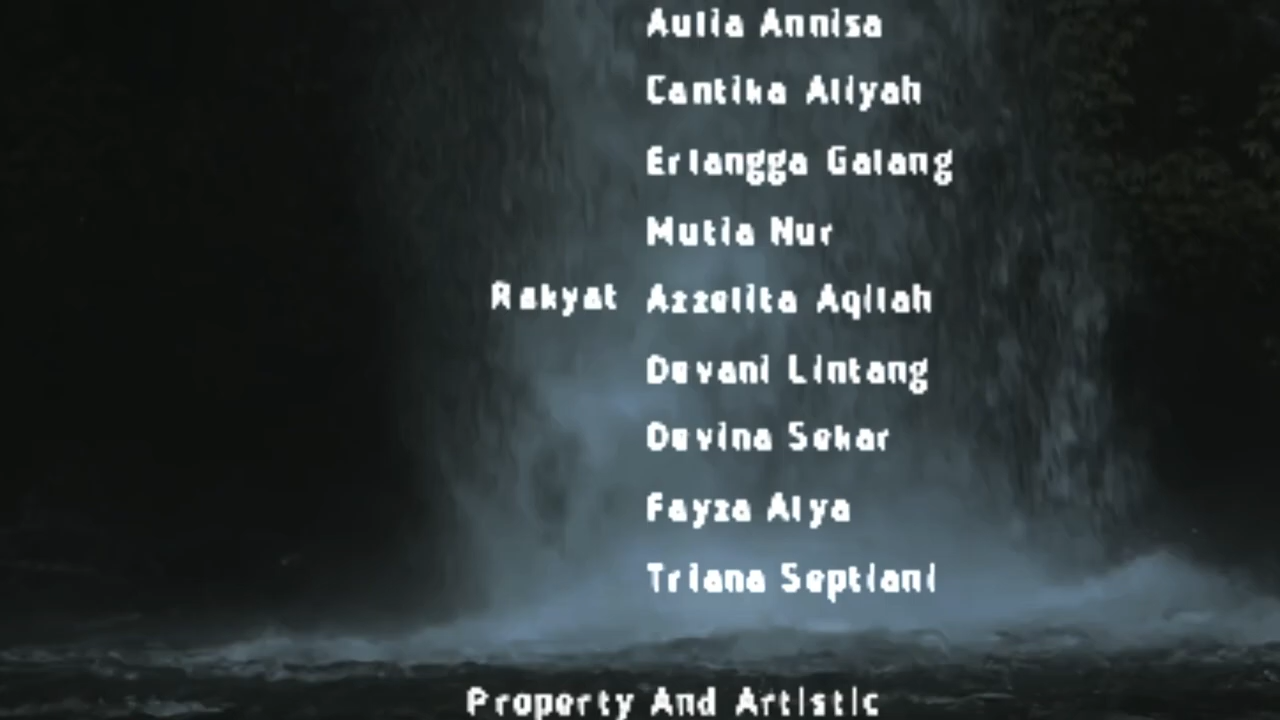 Aulia Annisa
Cantika Aliyah
Erlangga Galang
Mutia Nur
Rakyat Azzelita Aqilah
Devani Lintang
Devina Sekar
Fayza Alya
Triana Septiani
Property And Artistic